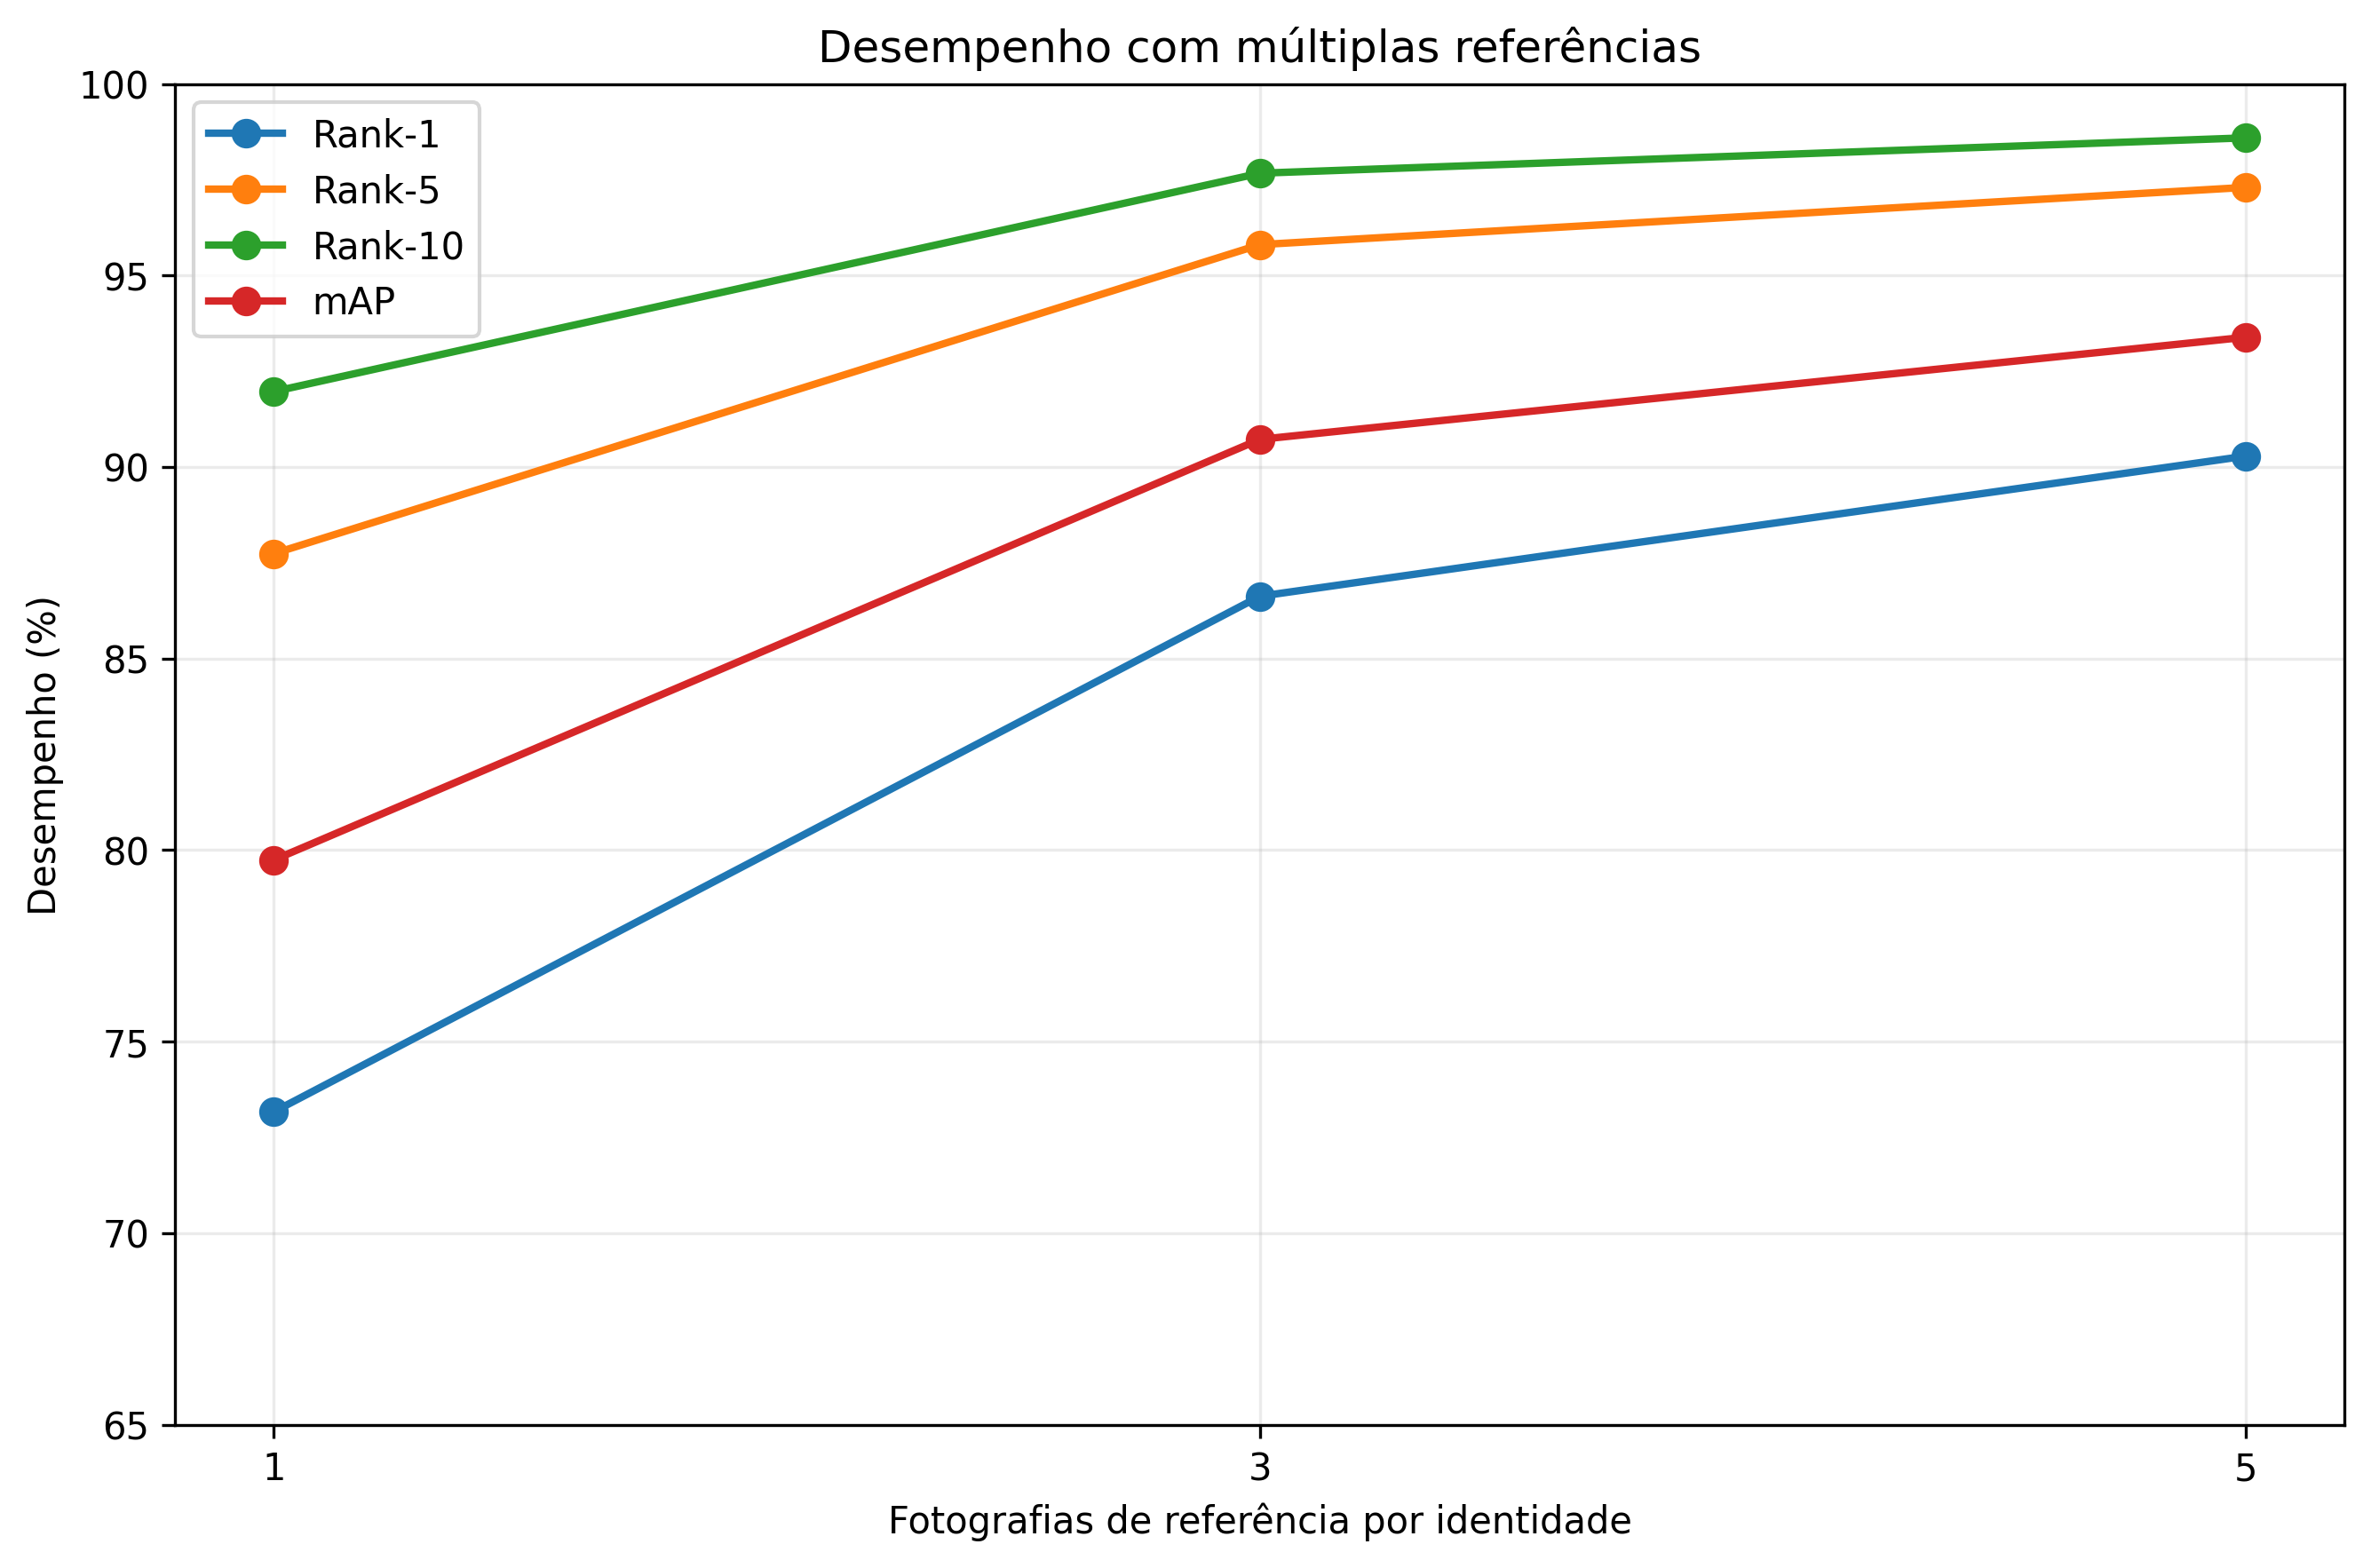 Desempenho com múltiplas referências
Rank-1
Rank-5
Rank-10
mAP
Desempenho (%)
100
95
90
85
80
75
70
65
1 3 5
Fotografias de referência por identidade